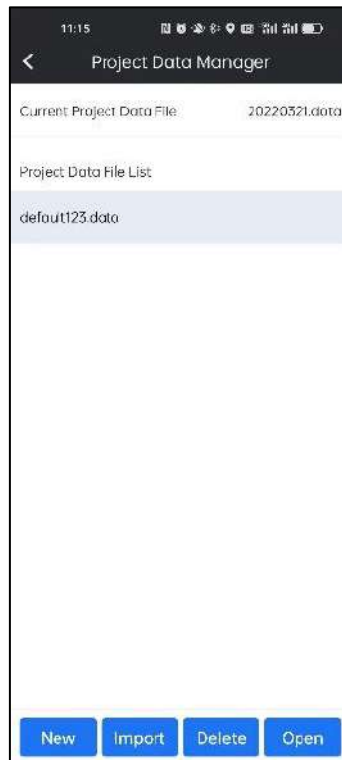 11:15
Project Data Manager
Current Project Data File 20220321.data
Project Data File List
default123.data
New Import Delete Open